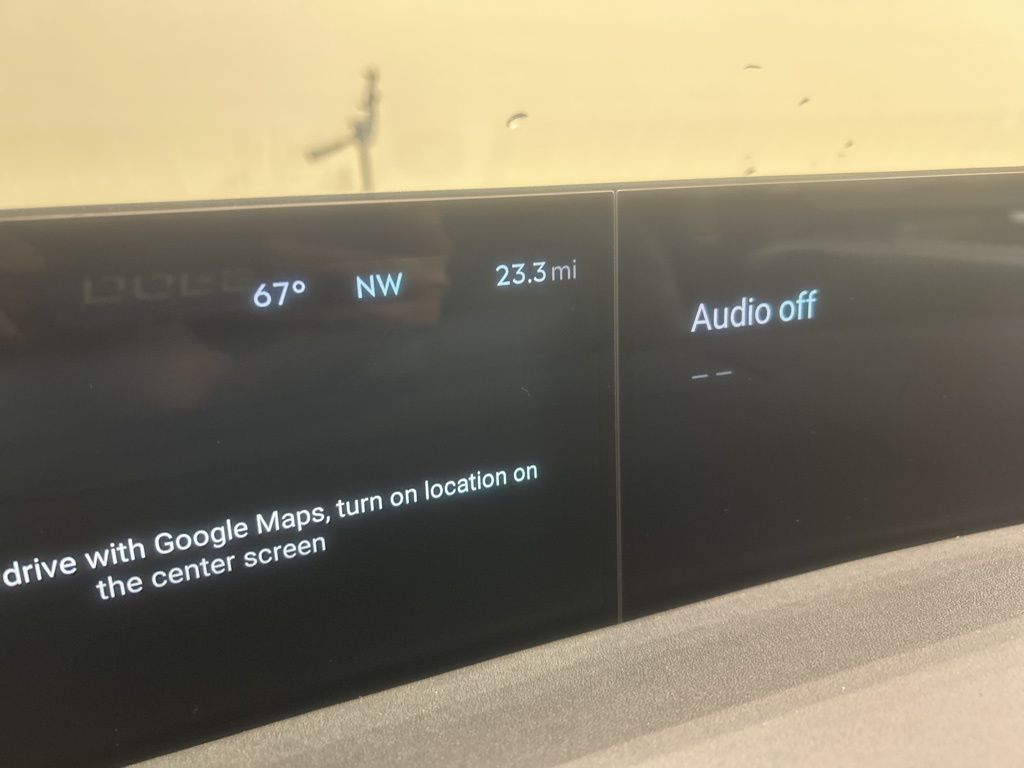 67° NW 23.3 mi
Audio off
– –
drive with Google Maps, turn on location on
the center screen